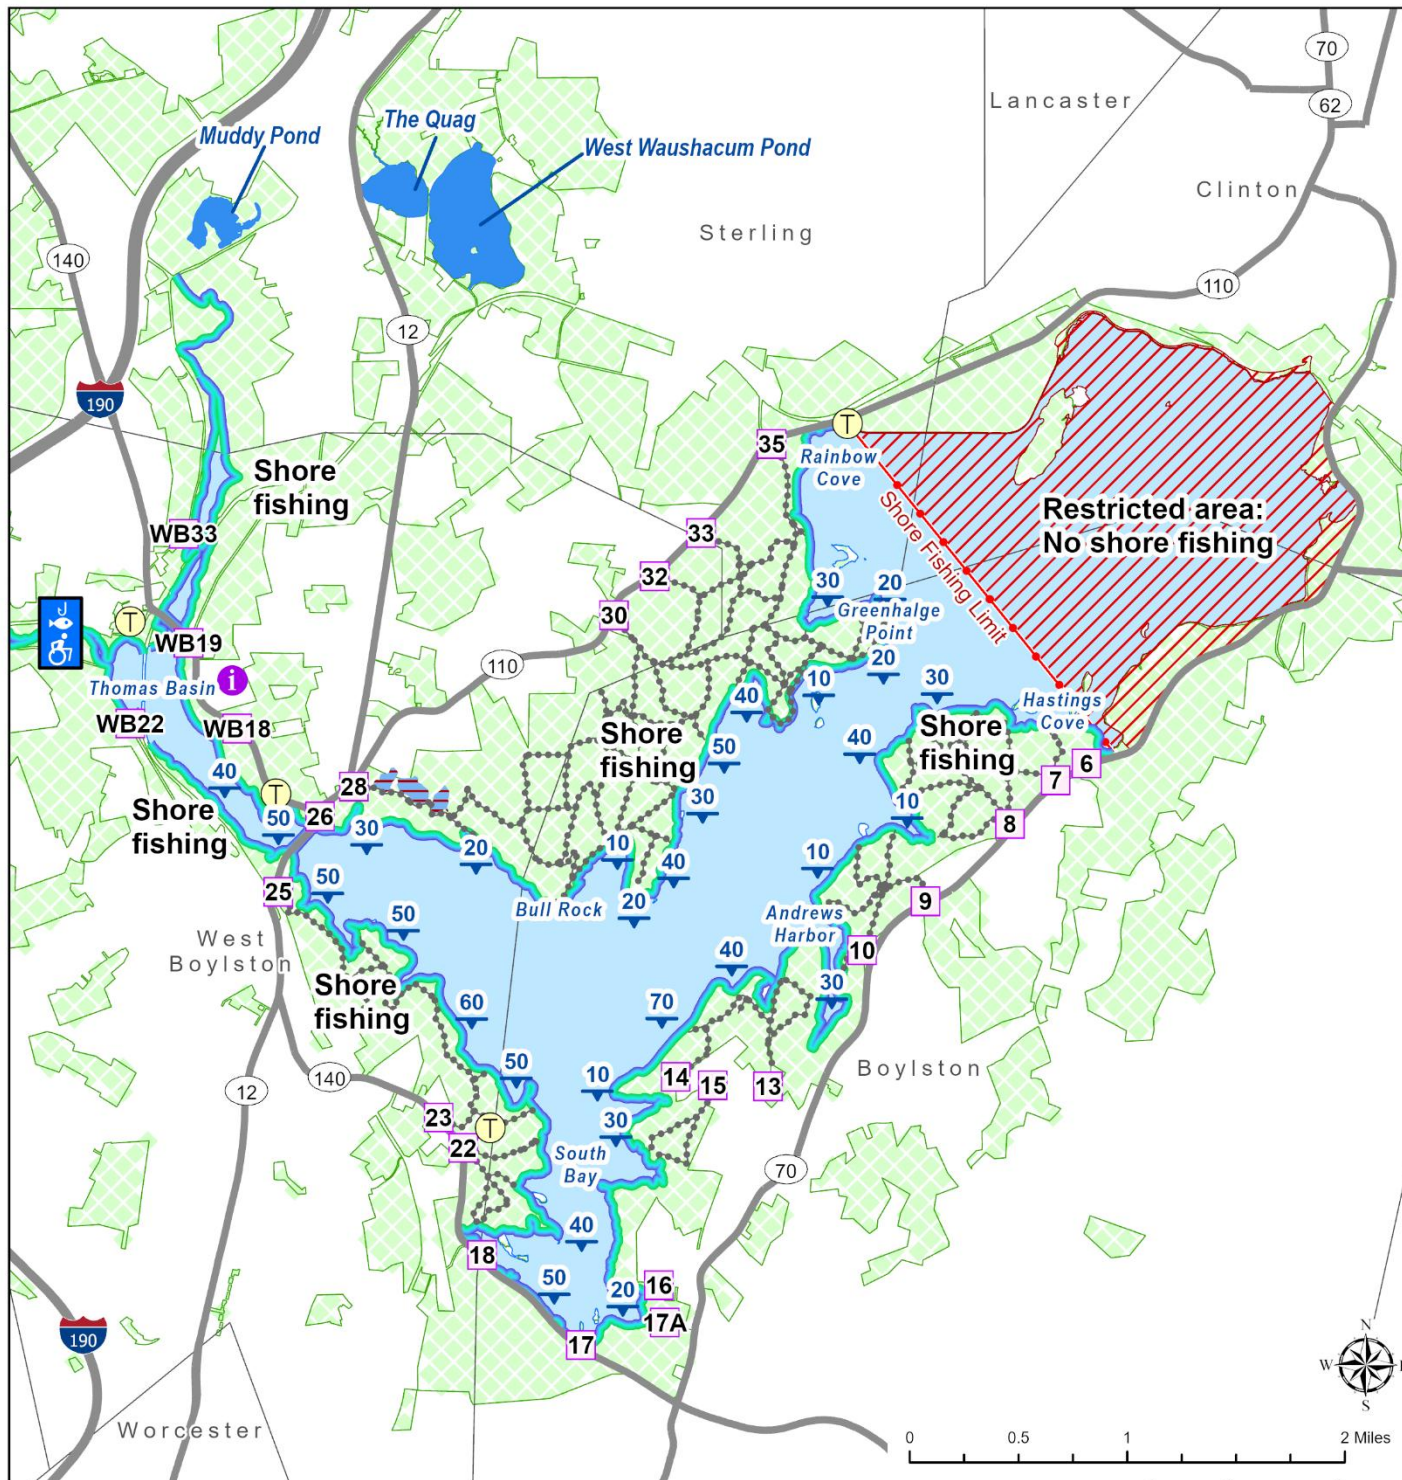 70
Lancaster
62
Muddy Pond
The Quag
West Waushacum Pond
Clinton
Sterling
140
110
12
190
35
Rainbow
Cove
Shore
fishing
Shore Fishing Limit
Restricted area:
No shore fishing
WB33
33
32
30
30
20
Greenhalge
Point
T
T
WB19
110
20
Thomas Basin
i
10
30
40
Hastings
Cove
WB22
WB18
Shore
fishing
Shore
fishing
50
40
6
7
40
T
28
30
10
8
Shore
fishing
50
26
30
20
10
40
10
50
25
20
9
Bull Rock
Andrews
Harbor
50
West
Boylston
10
40
Shore
fishing
30
60
70
50
10
14
15
13
Boylston
140
12
23
T
30
22
South
Bay
70
40
18
50
20
16
17A
17
190
N
W
S
Worcester
0
0.5
1
2 Miles